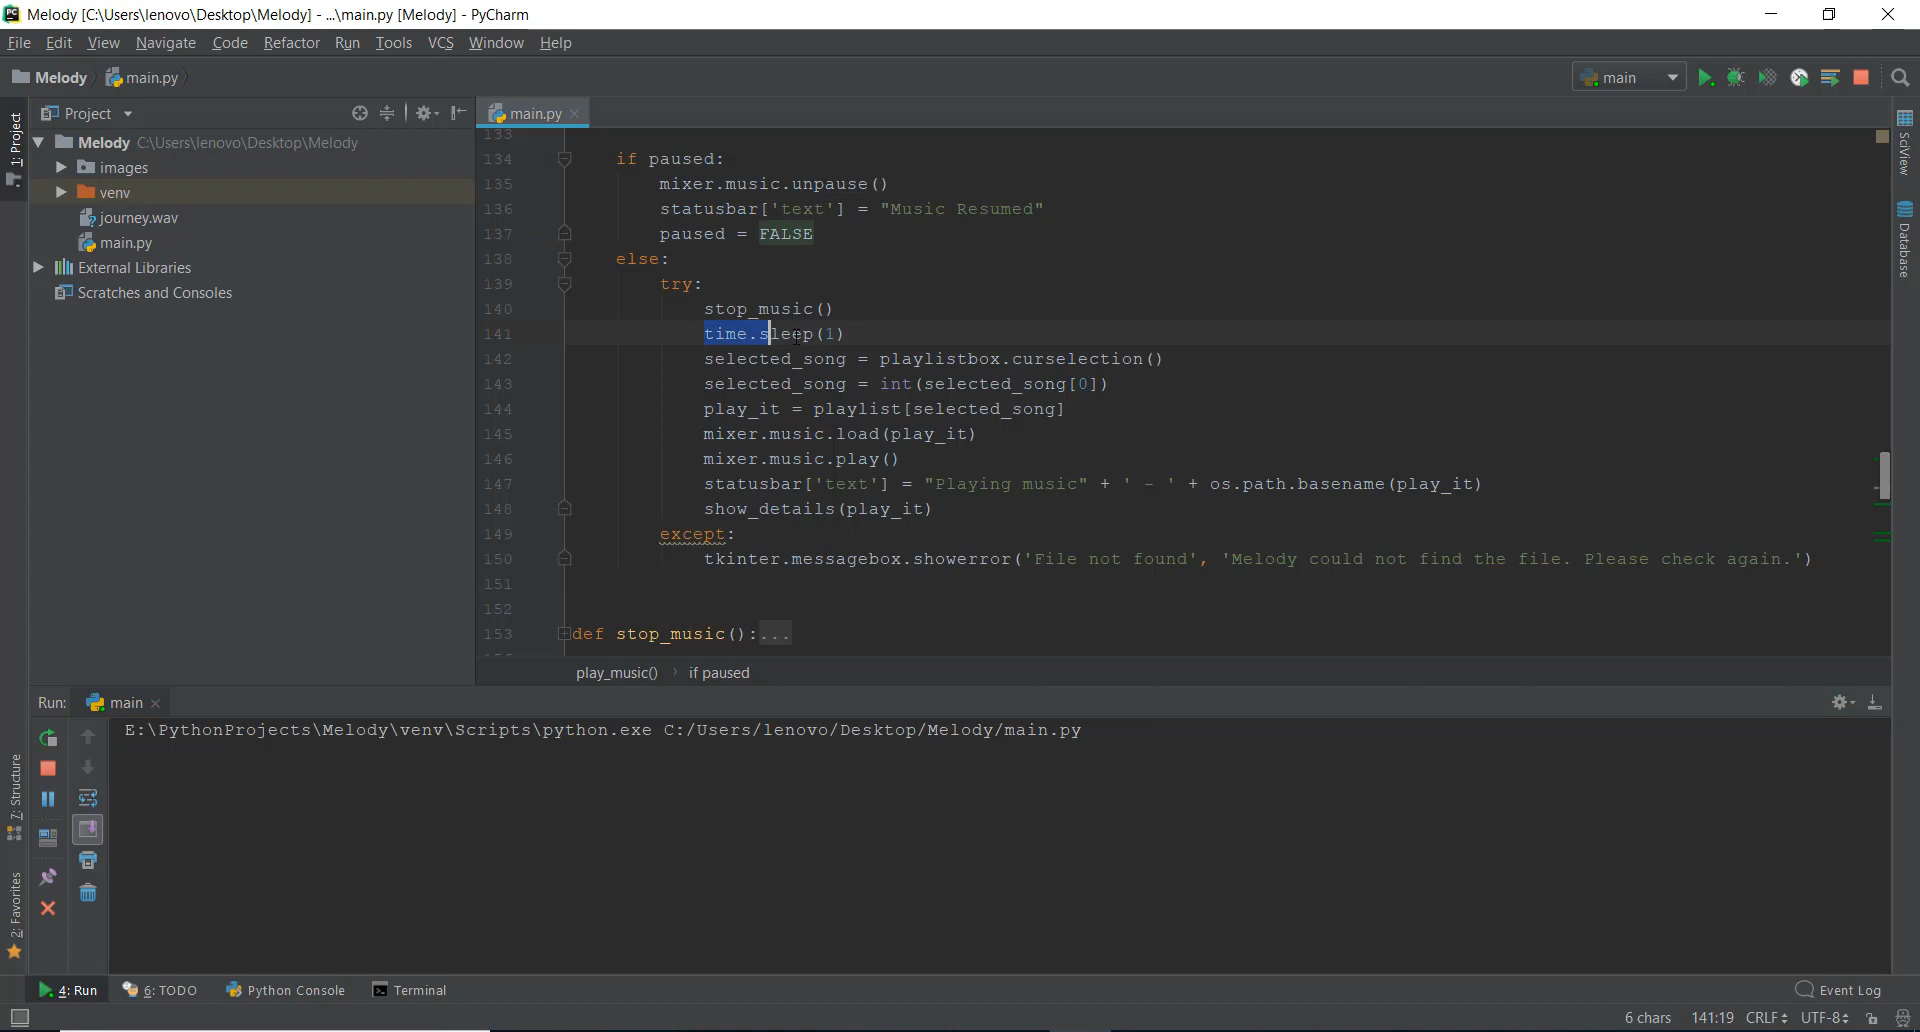 Melody [C:\Users\lenovo\Desktop\Melody] - ...\main.py [Melody] - PyCharm
File Edit View Navigate Code Refactor Run Tools VCS Window Help
Melody main.py
main
1: Project
Project
main.py
Melody C:\Users\lenovo\Desktop\Melody
images
venv
journey.wav
main.py
External Libraries
Scratches and Consoles
133
134 if paused:
135 mixer.music.unpause()
136 statusbar['text'] = "Music Resumed"
137 paused = FALSE
138 else:
139 try:
140 stop_music()
141 time.sleep(1)
142 selected_song = playlistbox.curselection()
143 selected_song = int(selected_song[0])
144 play_it = playlist[selected_song]
145 mixer.music.load(play_it)
146 mixer.music.play()
147 statusbar['text'] = "Playing music" + ' - ' + os.path.basename(play_it)
148 show_details(play_it)
149 except:
150 tkinter.messagebox.showerror('File not found', 'Melody could not find the file. Please check again.')
151
152
153 def stop_music():...
play_music() › if paused
SciView
Database
Run: main
E:\PythonProjects\Melody\venv\Scripts\python.exe C:/Users/lenovo/Desktop/Melody/main.py
7: Structure
2: Favorites
4: Run 6: TODO Python Console Terminal Event Log
6 chars 141:19 CRLF UTF-8